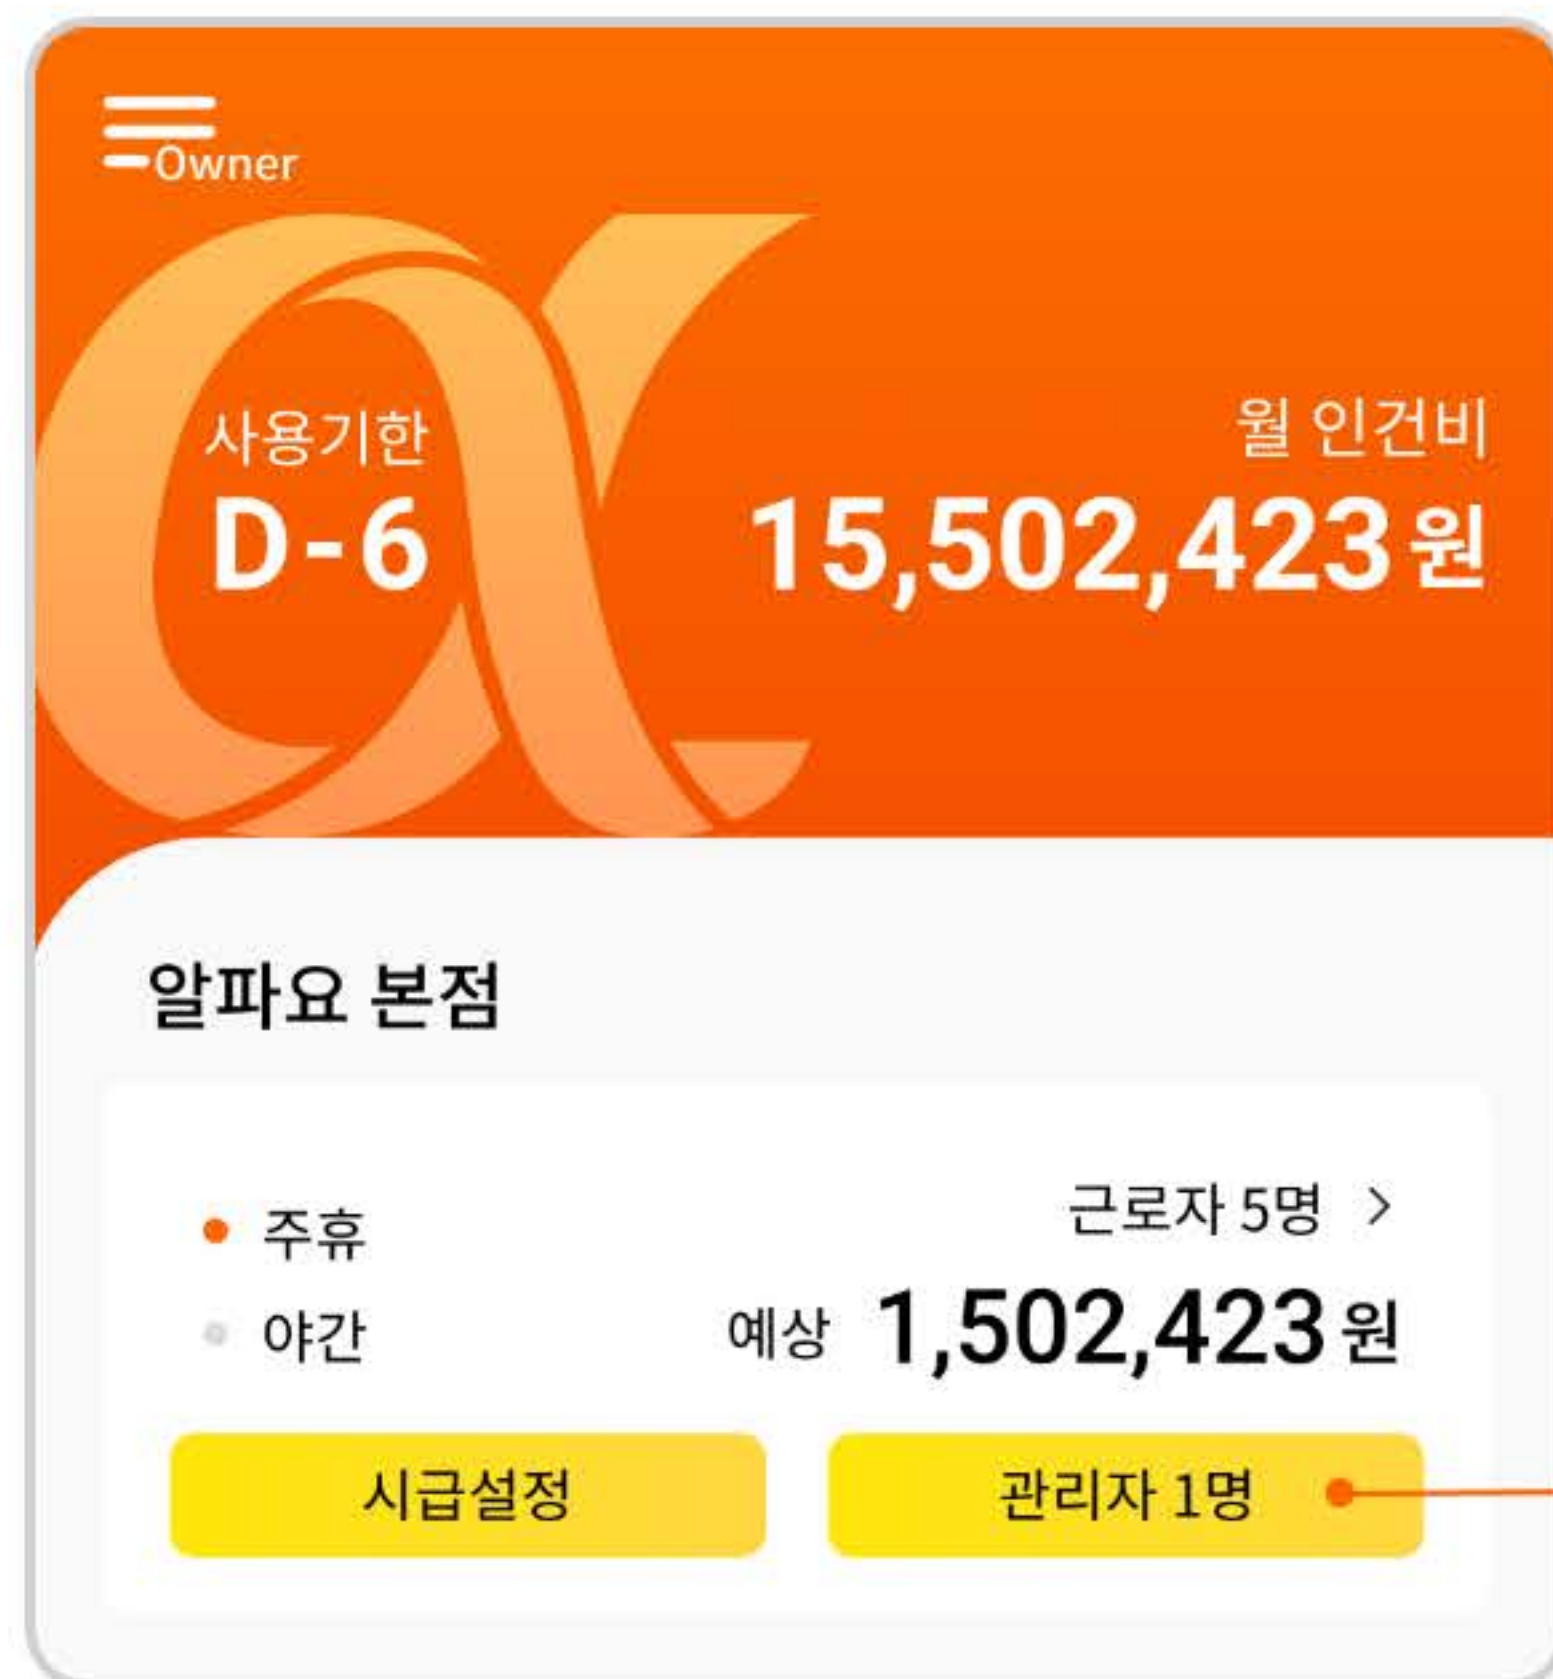 Owner
사용기한
D-6
월 인건비
15,502,423원
알파요 본점
주휴
야간
근로자 5명 >
예상 1,502,423원
시급설정
관리자 1명